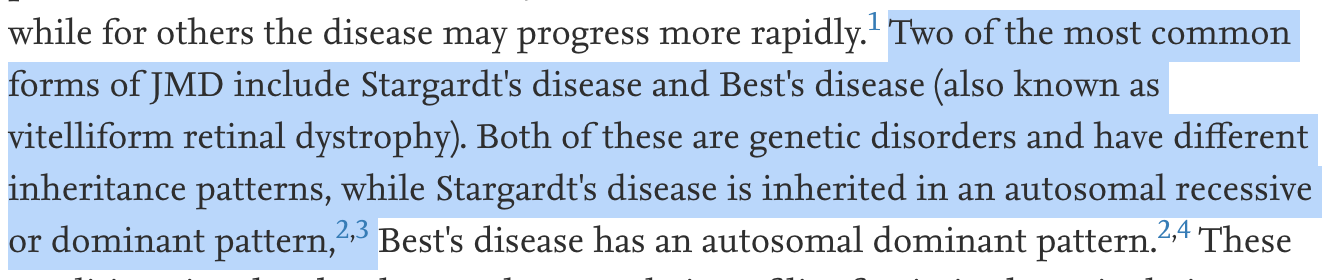 while for others the disease may progress more rapidly.1 Two of the most common
forms of JMD include Stargardt's disease and Best's disease (also known as
vitelliform retinal dystrophy). Both of these are genetic disorders and have different
inheritance patterns, while Stargardt's disease is inherited in an autosomal recessive
or dominant pattern,2,3 Best's disease has an autosomal dominant pattern.2,4 These